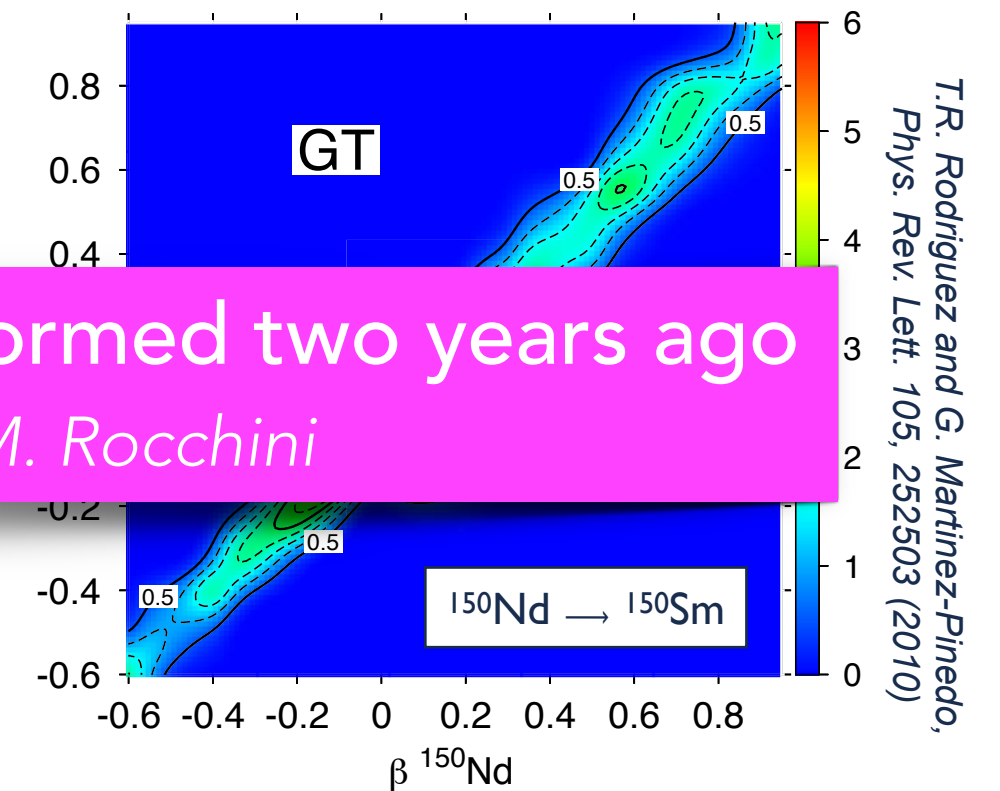 6
0.8
5
0.5
GT
0.6
0.5
4
0.4
ormed two years ago
3
M. Rocchini
2
-0.2
0.5
1
-0.4
0.5
150Nd → 150Sm
-0.6
0
-0.6 -0.4 -0.2 0 0.2 0.4 0.6 0.8
β 150Nd
T.R. Rodriguez and G. Martinez-Pinedo,
Phys. Rev. Lett. 105, 252503 (2010)